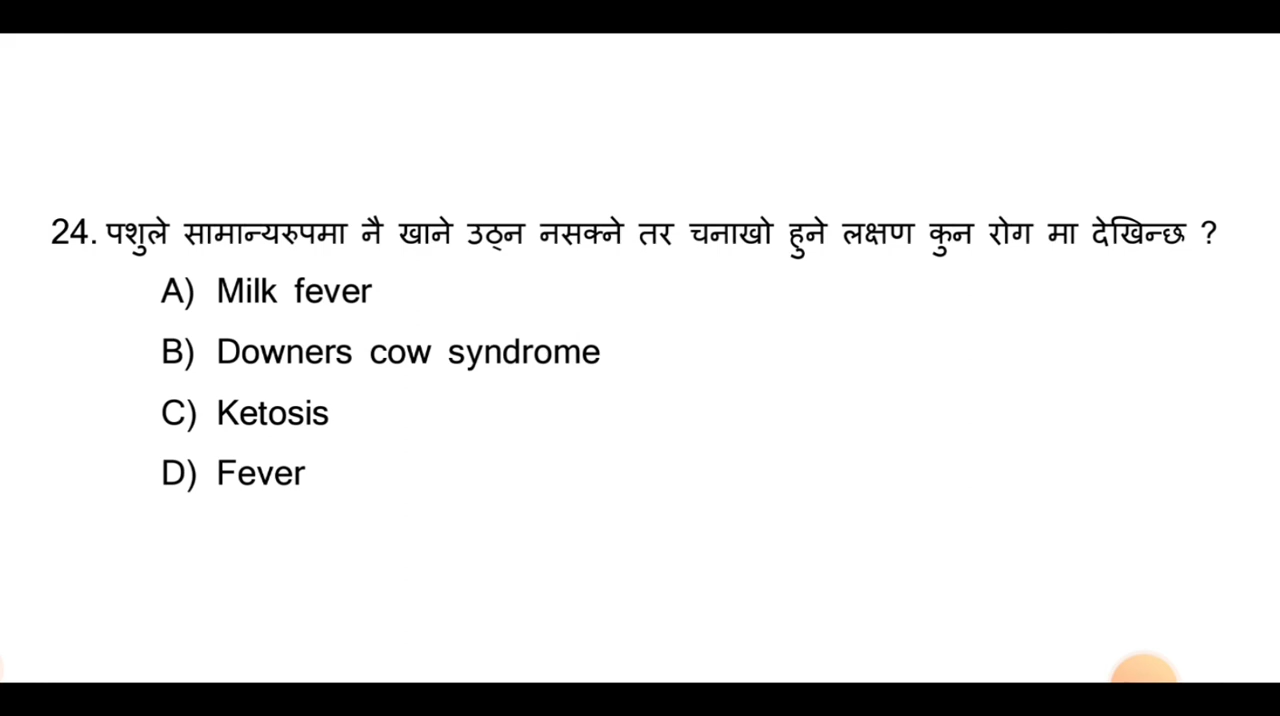 24. पशुले सामान्यरुपमा नै खाने उठ्न नसक्ने तर चनाखो हुने लक्षण कुन रोग मा देखिन्छ ?
A) Milk fever
B) Downers cow syndrome
C) Ketosis
D) Fever